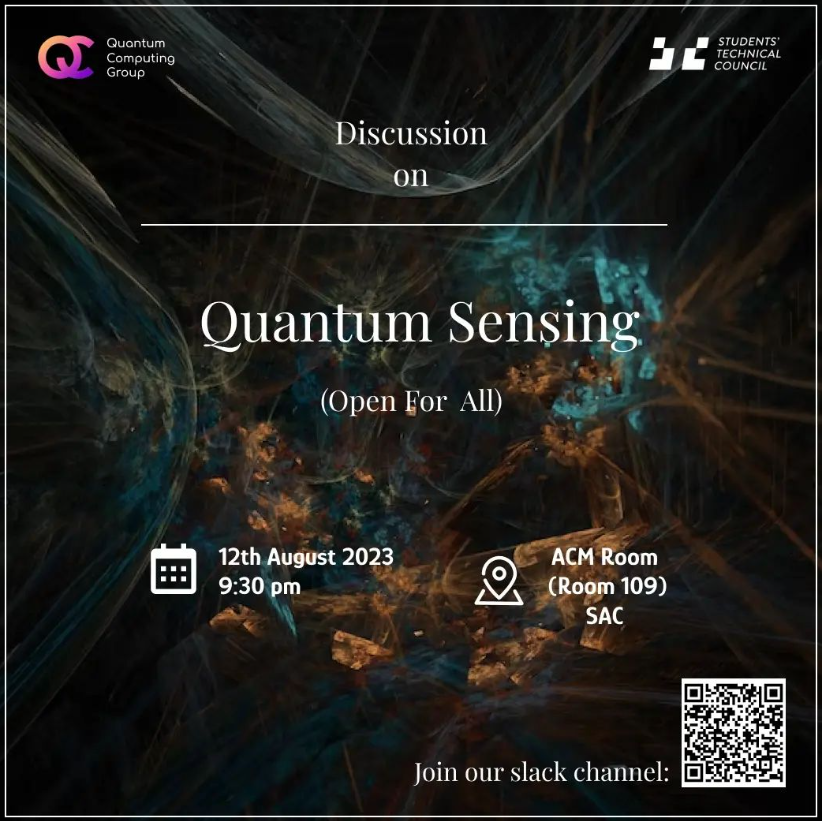 Quantum
Computing
Group
STUDENTS'
TECHNICAL
COUNCIL
Discussion
on
Quantum Sensing
(Open For All)
12th August 2023
9:30 pm
ACM Room
(Room 109)
SAC
Join our slack channel: